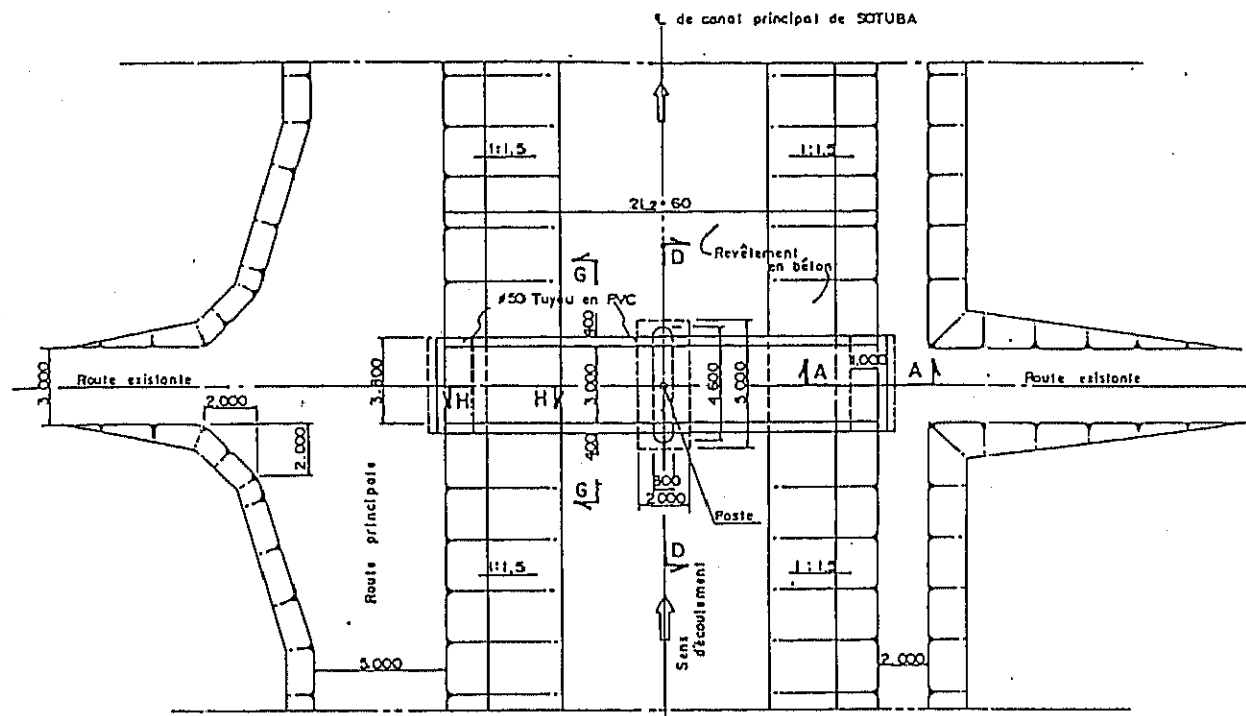 ℄ de canal principal de SOTUBA
1:1,5
1:1,5
2L2 = 60
D
Revêtement
en béton
G
ø50 Tuyau en PVC
400
3.000
Route existante
2,000
2.000
3.800
H
H
3.000
4.600
5.000
A
1.000
A
Route existante
400
800
2.000
G
Poste
Route principale
D
1:1,5
1:1,5
Sens
d'écoulement
5.000
2.000